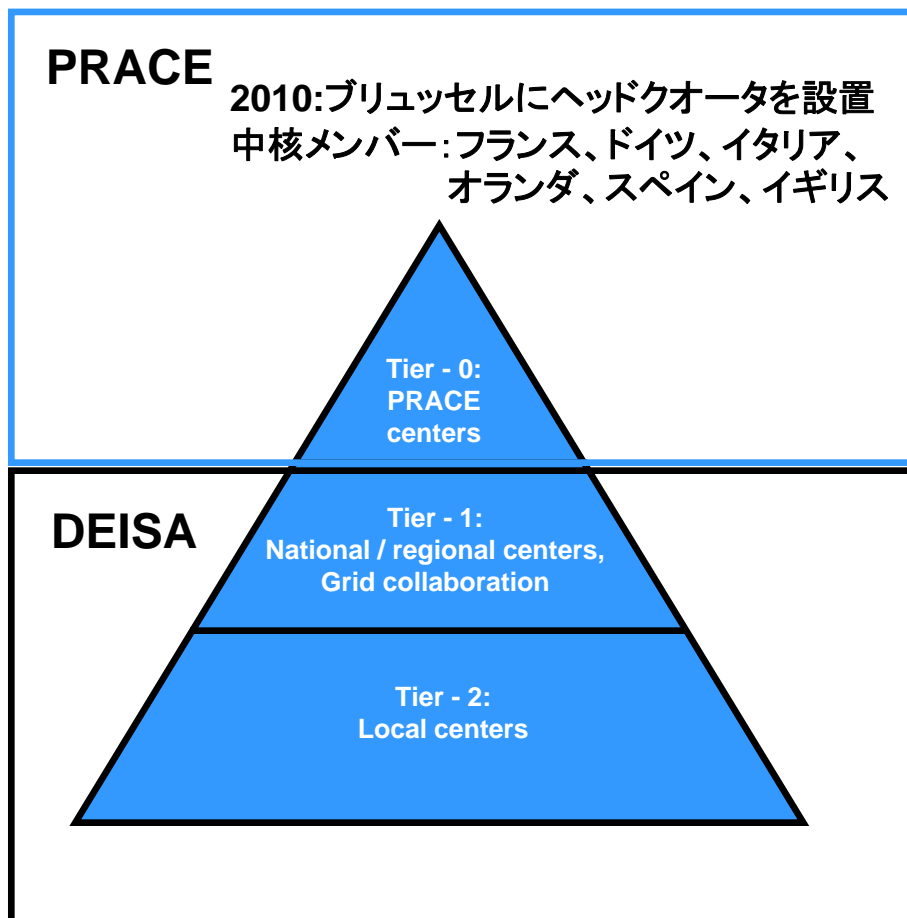 PRACE
2010:ブリュッセルにヘッドクオータを設置
中核メンバー:フランス、ドイツ、イタリア、
オランダ、スペイン、イギリス
Tier - 0:
PRACE
centers
DEISA
Tier - 1:
National / regional centers,
Grid collaboration
Tier - 2:
Local centers